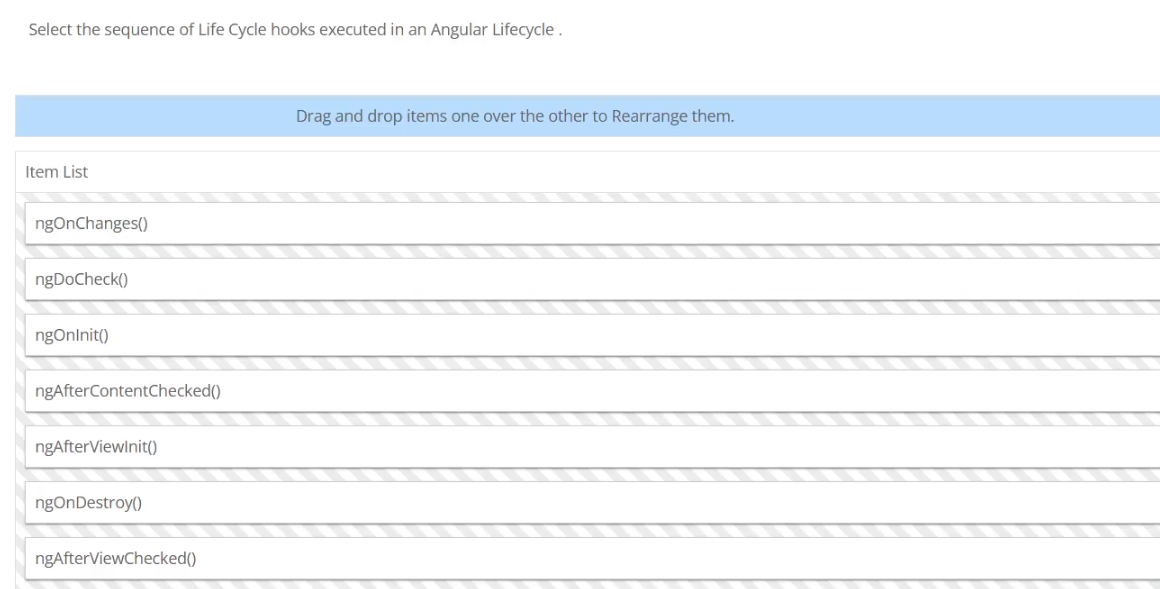 Select the sequence of Life Cycle hooks executed in an Angular Lifecycle .
Drag and drop items one over the other to Rearrange them.
Item List
ngOnChanges()
ngDoCheck()
ngOnInit()
ngAfterContentChecked()
ngAfterViewInit()
ngOnDestroy()
ngAfterViewChecked()